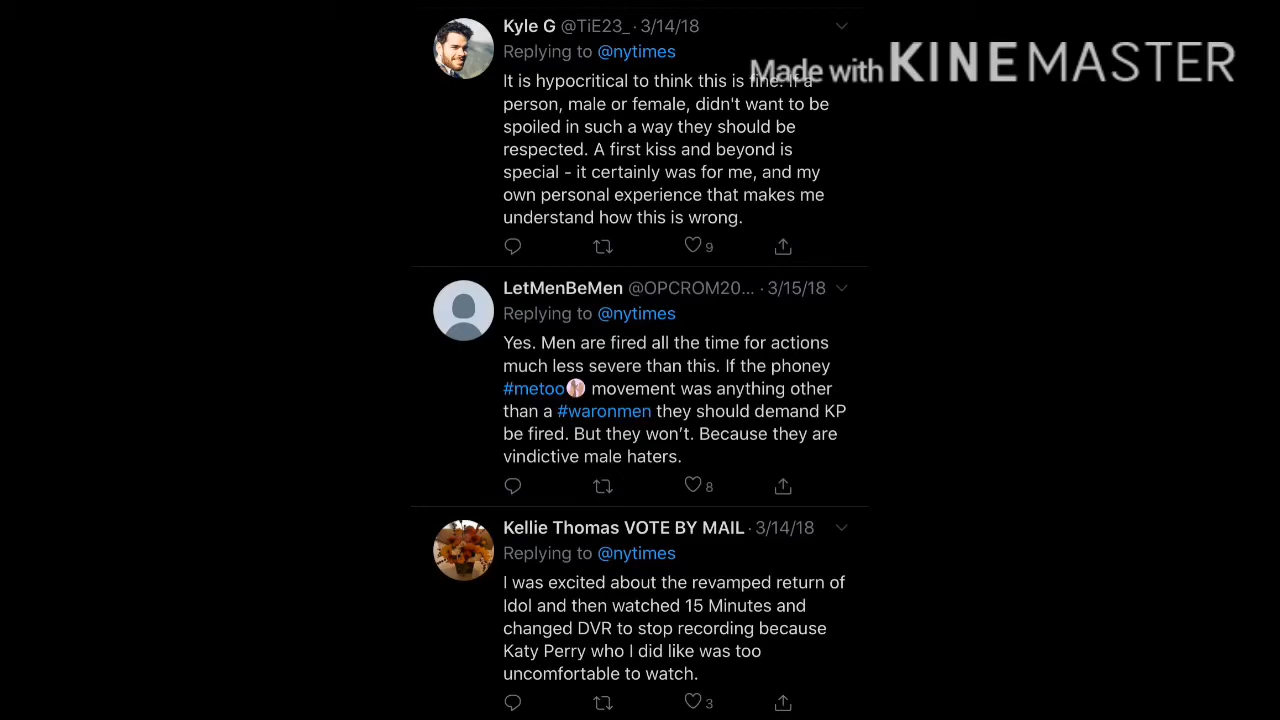 Kyle G @TiE23_ · 3/14/18
Replying to @nytimes
Made with KINEMASTER
It is hypocritical to think this is fine. If a
person, male or female, didn't want to be
spoiled in such a way they should be
respected. A first kiss and beyond is
special - it certainly was for me, and my
own personal experience that makes me
understand how this is wrong.
9
LetMenBeMen @OPCROM20... · 3/15/18
Replying to @nytimes
Yes. Men are fired all the time for actions
much less severe than this. If the phoney
#metoo movement was anything other
than a #waronmen they should demand KP
be fired. But they won’t. Because they are
vindictive male haters.
8
Kellie Thomas VOTE BY MAIL · 3/14/18
Replying to @nytimes
I was excited about the revamped return of
Idol and then watched 15 Minutes and
changed DVR to stop recording because
Katy Perry who I did like was too
uncomfortable to watch.
3